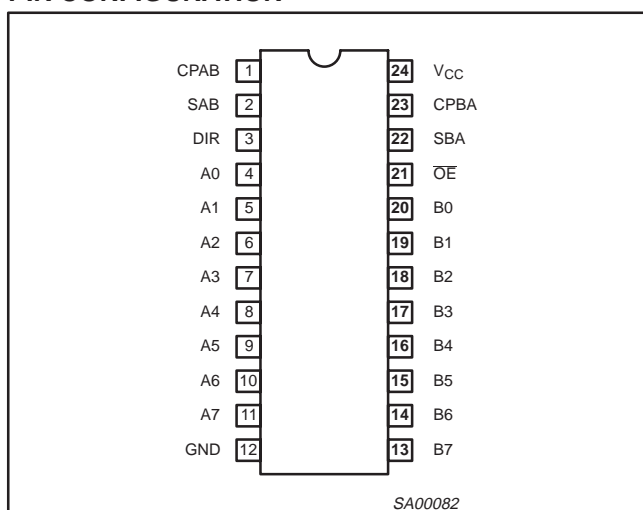 CPAB 1 24 VCC
SAB 2 23 CPBA
DIR 3 22 SBA
A0 4 21 O̅E̅
A1 5 20 B0
A2 6 19 B1
A3 7 18 B2
A4 8 17 B3
A5 9 16 B4
A6 10 15 B5
A7 11 14 B6
GND 12 13 B7
SA00082